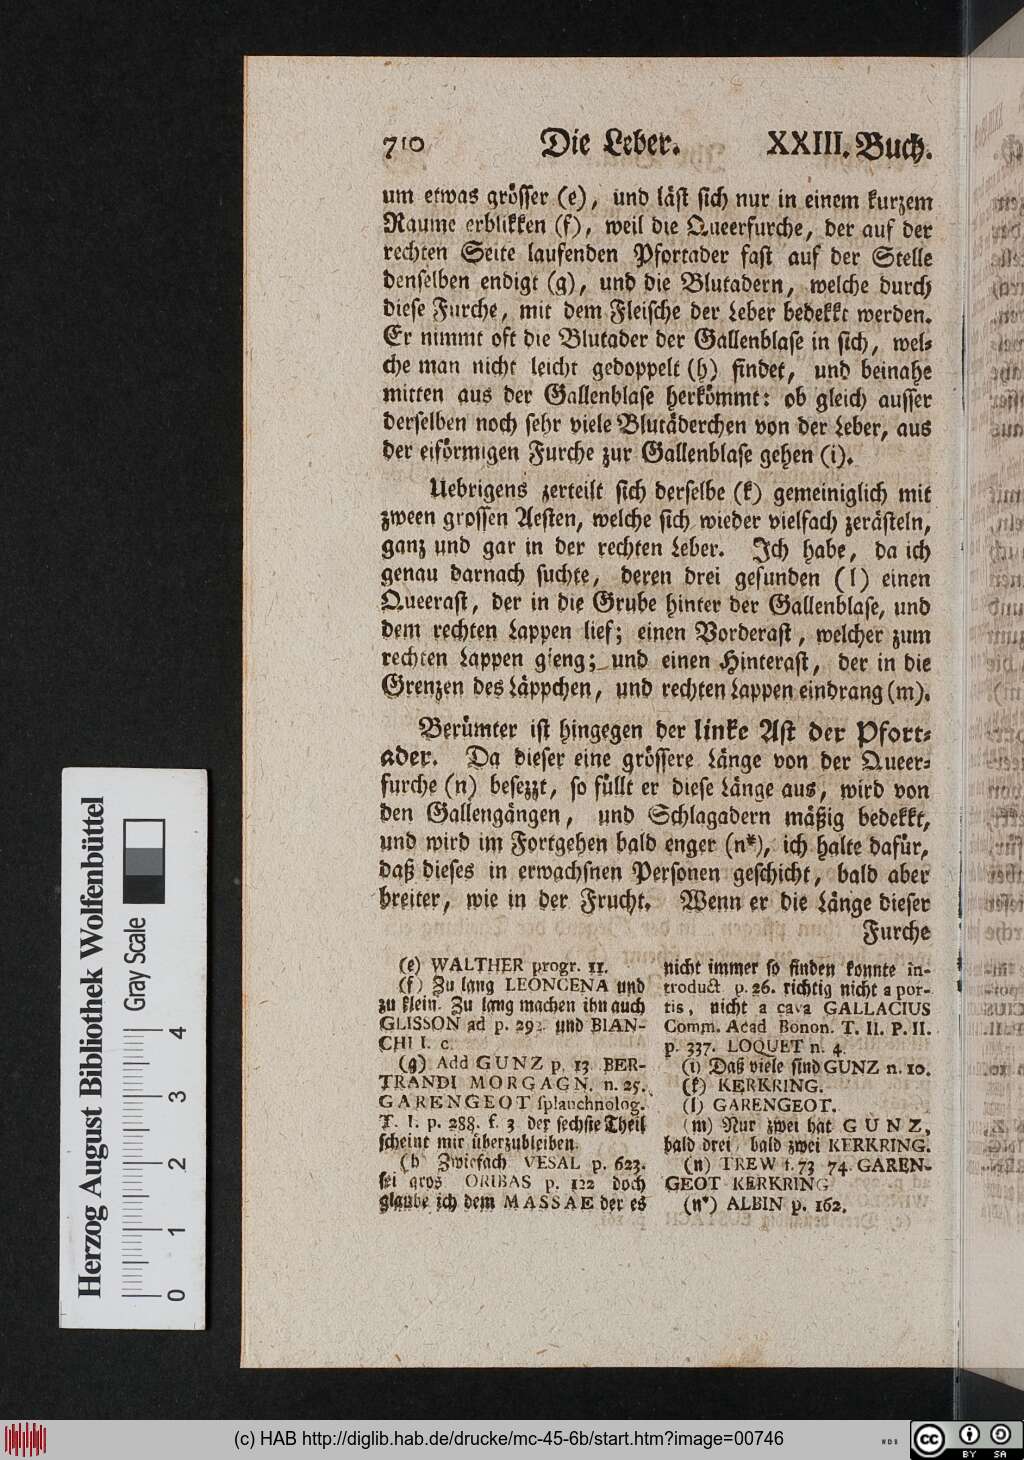 710 Die Leber. XXIII. Buch.
um etwas grösser (e), und läst sich nur in einem kurzem
Raume erblikken (f), weil die Queerfurche, der auf der
rechten Seite laufenden Pfortader fast auf der Stelle
denselben endigt (g), und die Blutadern, welche durch
diese Furche, mit dem Fleische der Leber bedekkt werden.
Er nimmt oft die Blutader der Gallenblase in sich, wel-
che man nicht leicht gedoppelt (h) findet, und beinahe
mitten aus der Gallenblase herkömmt: ob gleich ausser
derselben noch sehr viele Blutäderchen von der Leber, aus
der eiförmigen Furche zur Gallenblase gehen (i).
Uebrigens zerteilt sich derselbe (k) gemeiniglich mit
zween grossen Aesten, welche sich wieder vielfach zerästeln,
ganz und gar in der rechten Leber. Ich habe, da ich
genau darnach suchte, deren drei gefunden (l) einen
Queerast, der in die Grube hinter der Gallenblase, und
dem rechten Lappen lief; einen Vorderast, welcher zum
rechten Lappen gieng; und einen Hinterast, der in die
Grenzen des Läppchen, und rechten Lappen eindrang (m).
Berümter ist hingegen der linke Ast der Pfort-
ader. Da dieser eine grössere Länge von der Queer-
furche (n) besezzt, so füllt er diese Länge aus, wird von
den Gallengängen, und Schlagadern mäßig bedekkt,
und wird im Fortgehen bald enger (n*), ich halte dafür,
daß dieses in erwachsnen Personen geschicht, bald aber
breiter, wie in der Frucht. Wenn er die Länge dieser
Furche
(e) WALTHER progr. 11.
(f) Zu lang LEONCENA und
zu klein. Zu lang machen ihn auch
GLISSON ad p. 292. und BIAN-
CHI l. c.
(g) Add GUNZ p. 13 BER-
TRANDI MORGAGN. n. 25.
GARENGEOT splanchnolog.
T. I. p. 288. f. 3 der sechste Theil
scheint mir überzubleiben.
(h Zwiefach VESAL p. 623.
sei gros ORIBAS p. 122 doch
glaube ich dem MASSAE der es
nicht immer so finden konnte in-
troduct p. 26. richtig nicht a por-
tis, nicht a cava GALLACIUS
Comm. Acad Bonon. T. II. P. II.
p. 337. LOQUET n. 4.
(i) Daß viele sind GUNZ n. 10.
(k) KERKRING.
(l) GARENGEOT.
(m) Nur zwei hat GUNZ,
bald drei, bald zwei KERKRING.
(n) TREW f. 73 74 GAREN-
GEOT KERKRING
(n*) ALBIN p. 162.
Herzog August Bibliothek Wolfenbüttel
Gray Scale
0 1 2 3 4
(c) HAB http://diglib.hab.de/drucke/mc-45-6b/start.htm?image=00746
cc BY SA